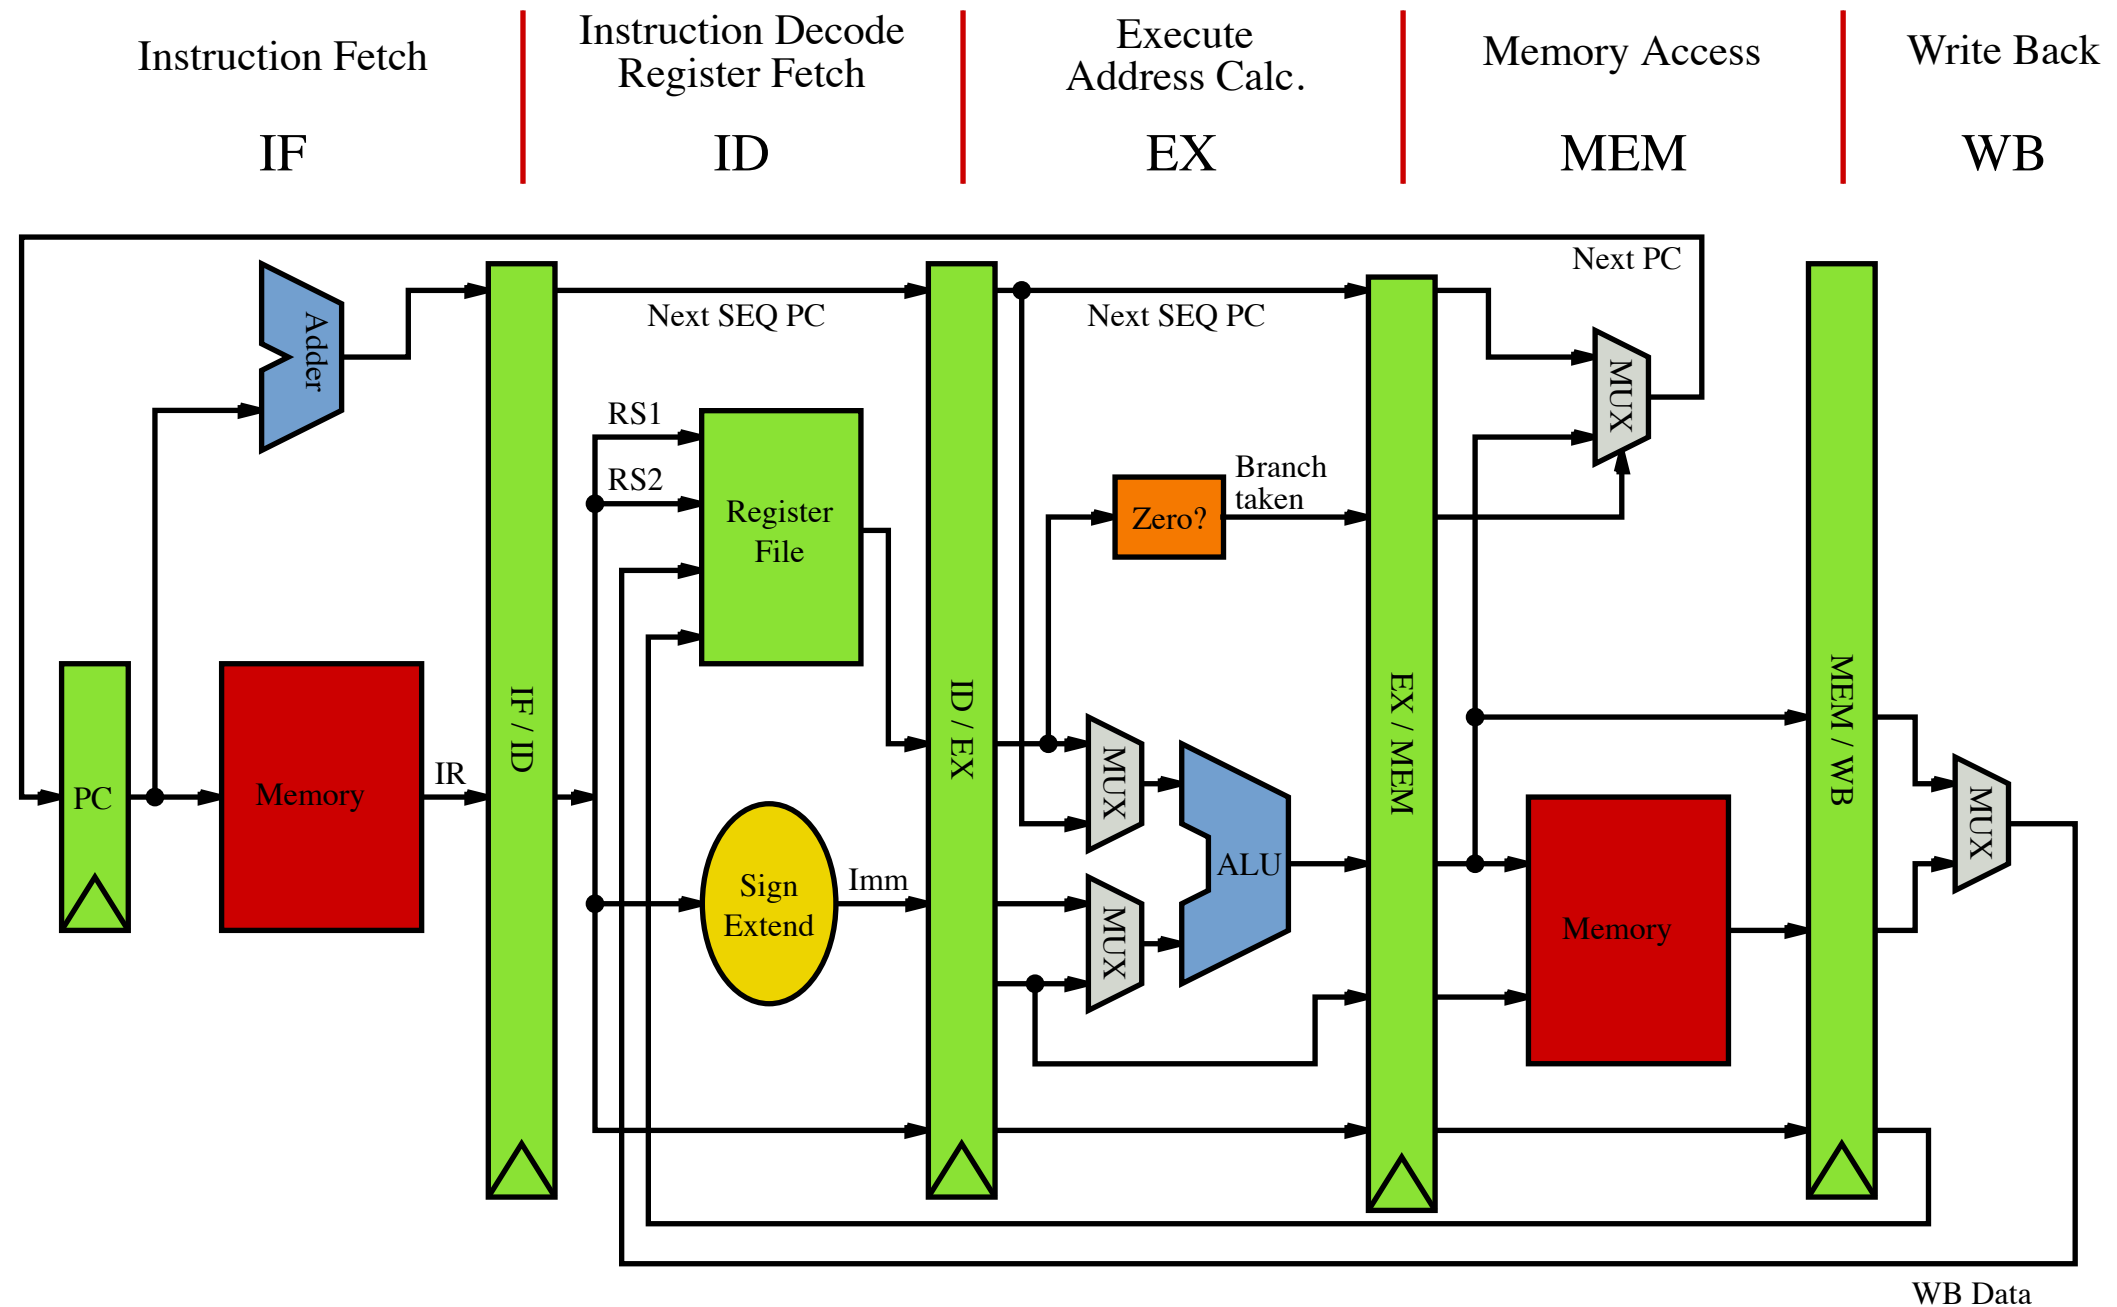 Instruction Fetch
IF
Instruction Decode
Register Fetch
ID
Execute
Address Calc.
EX
Memory Access
MEM
Write Back
WB
Next PC
Adder
Next SEQ PC
Next SEQ PC
MUX
RS1
RS2
Register
File
Branch
taken
Zero?
IF / ID
ID / EX
EX / MEM
MEM / WB
PC
Memory
IR
MUX
MUX
ALU
Sign
Extend
Imm
MUX
Memory
WB Data